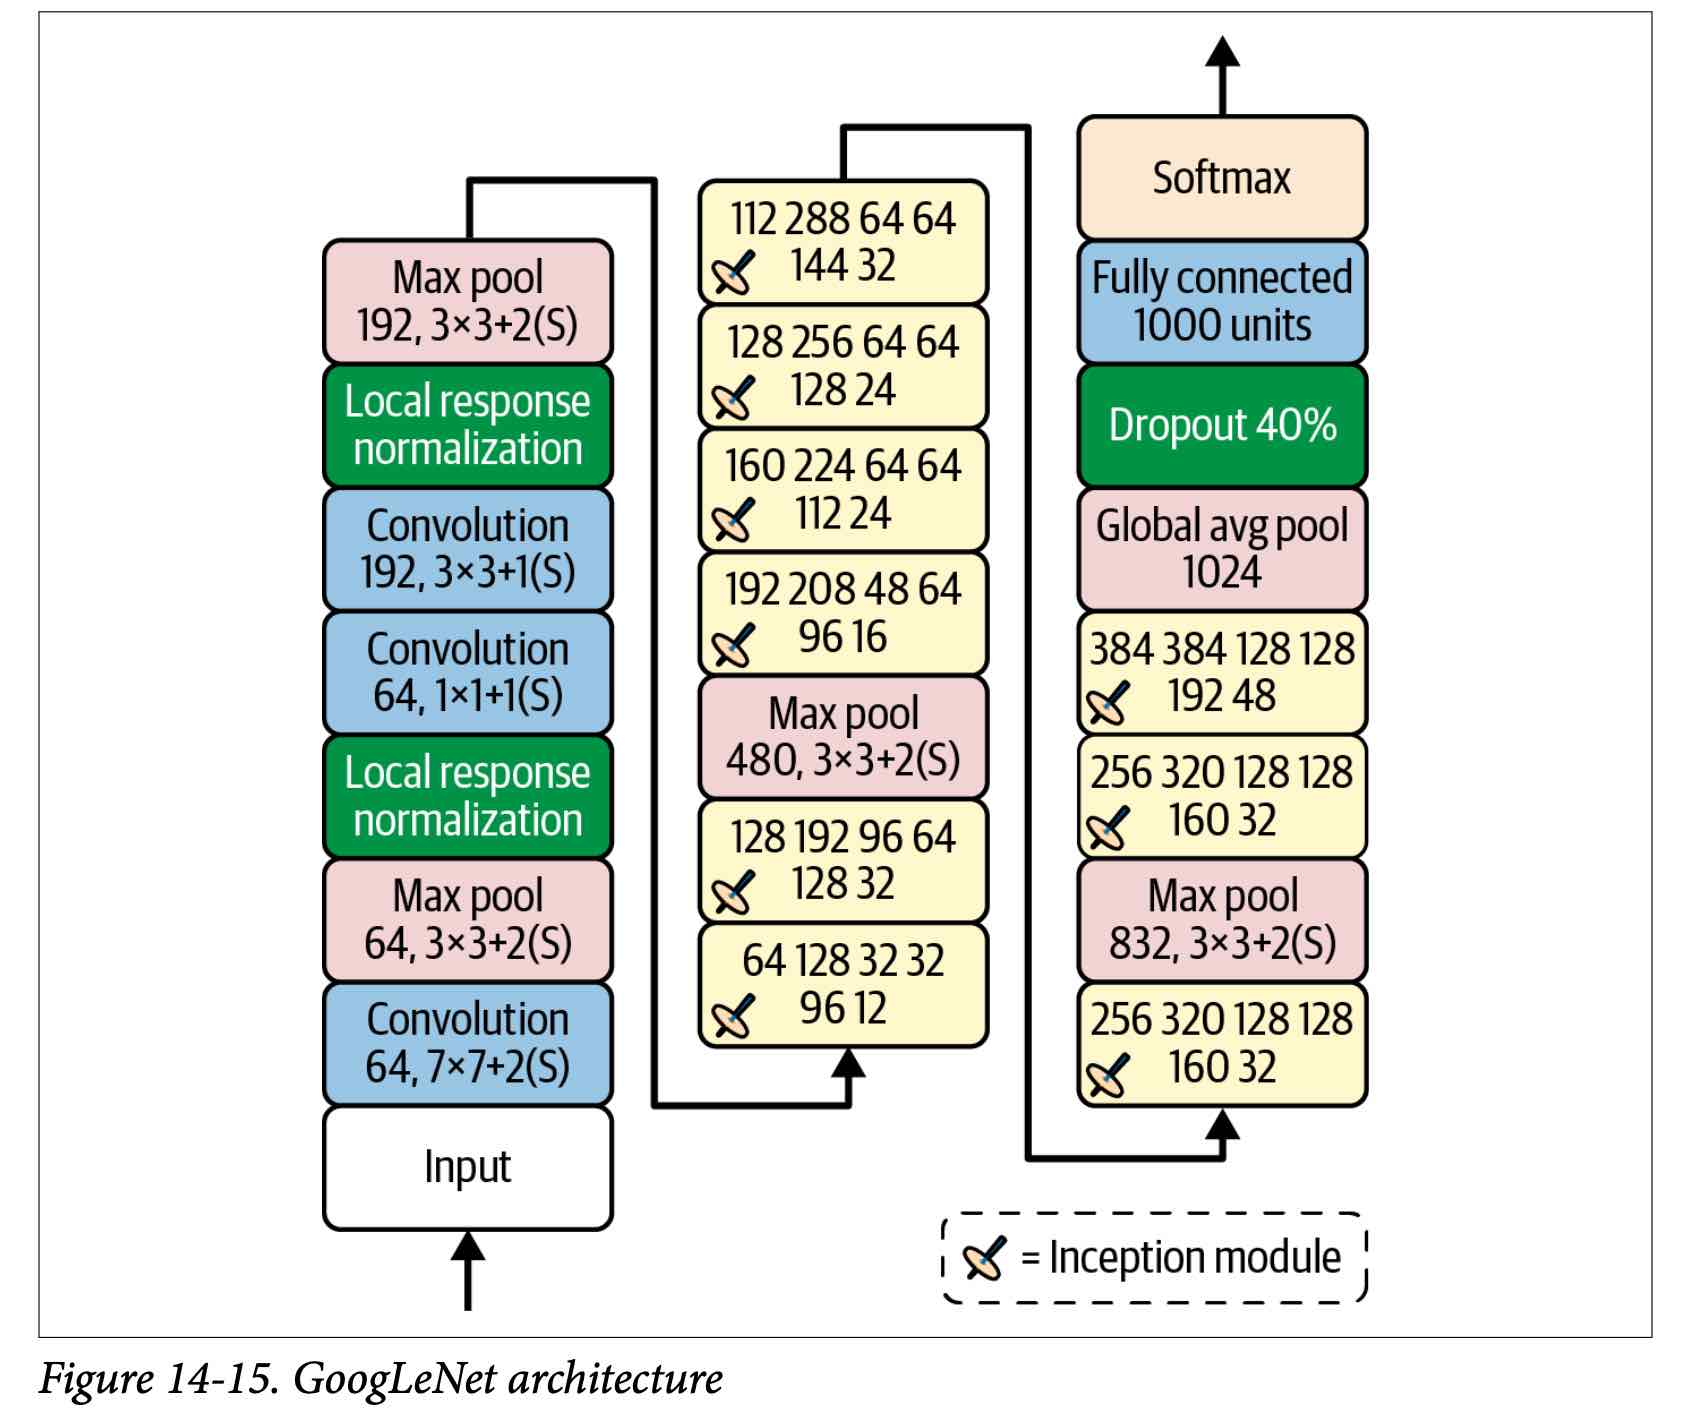 Max pool
192, 3×3+2(S)
Local response
normalization
Convolution
192, 3×3+1(S)
Convolution
64, 1×1+1(S)
Local response
normalization
Max pool
64, 3×3+2(S)
Convolution
64, 7×7+2(S)
Input
112 288 64 64
144 32
128 256 64 64
128 24
160 224 64 64
112 24
192 208 48 64
96 16
Max pool
480, 3×3+2(S)
128 192 96 64
128 32
64 128 32 32
96 12
Softmax
Fully connected
1000 units
Dropout 40%
Global avg pool
1024
384 384 128 128
192 48
256 320 128 128
160 32
Max pool
832, 3×3+2(S)
256 320 128 128
160 32
= Inception module
Figure 14-15. GoogLeNet architecture